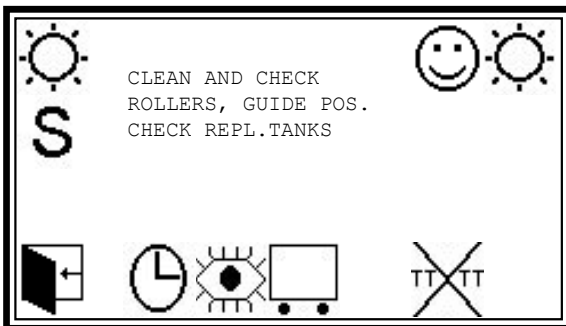 CLEAN AND CHECK
ROLLERS, GUIDE POS.
CHECK REPL.TANKS
S
TT TT